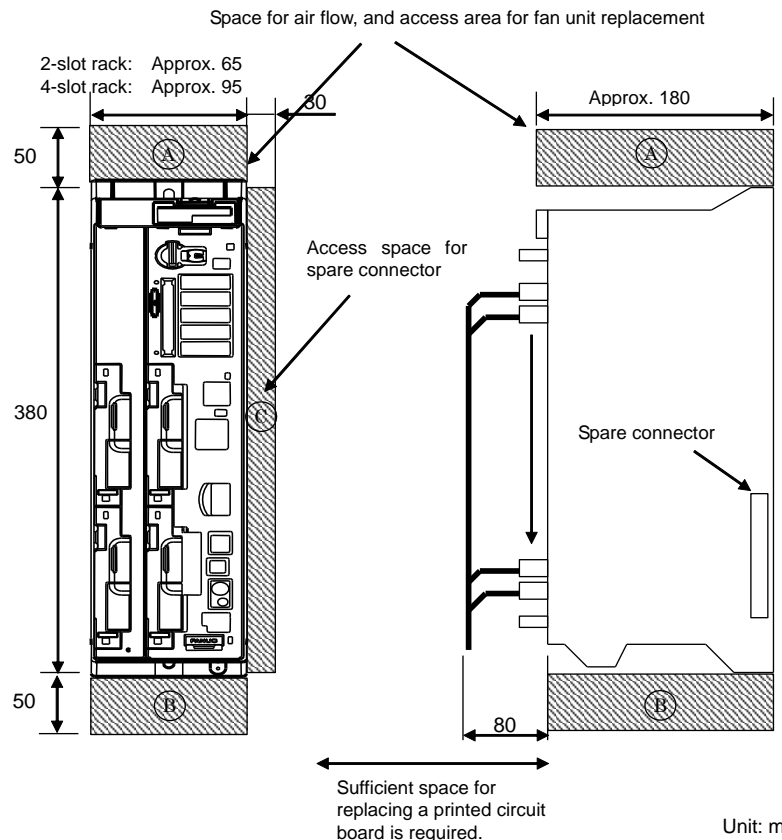 Space for air flow, and access area for fan unit replacement
2-slot rack: Approx. 65
4-slot rack: Approx. 95
30
Approx. 180
50
A
A
Access space for
spare connector
380
C
Spare connector
FANUC
50
B
80
B
Sufficient space for
replacing a printed circuit
board is required.
Unit: m